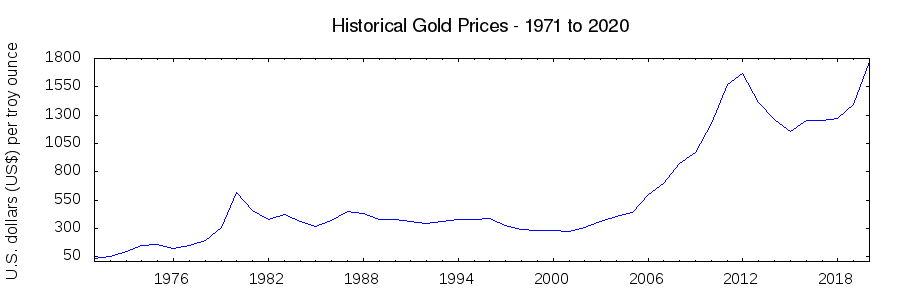 Historical Gold Prices - 1971 to 2020
U.S. dollars (US$) per troy ounce
1800
1550
1300
1050
800
550
300
50
1976 1982 1988 1994 2000 2006 2012 2018